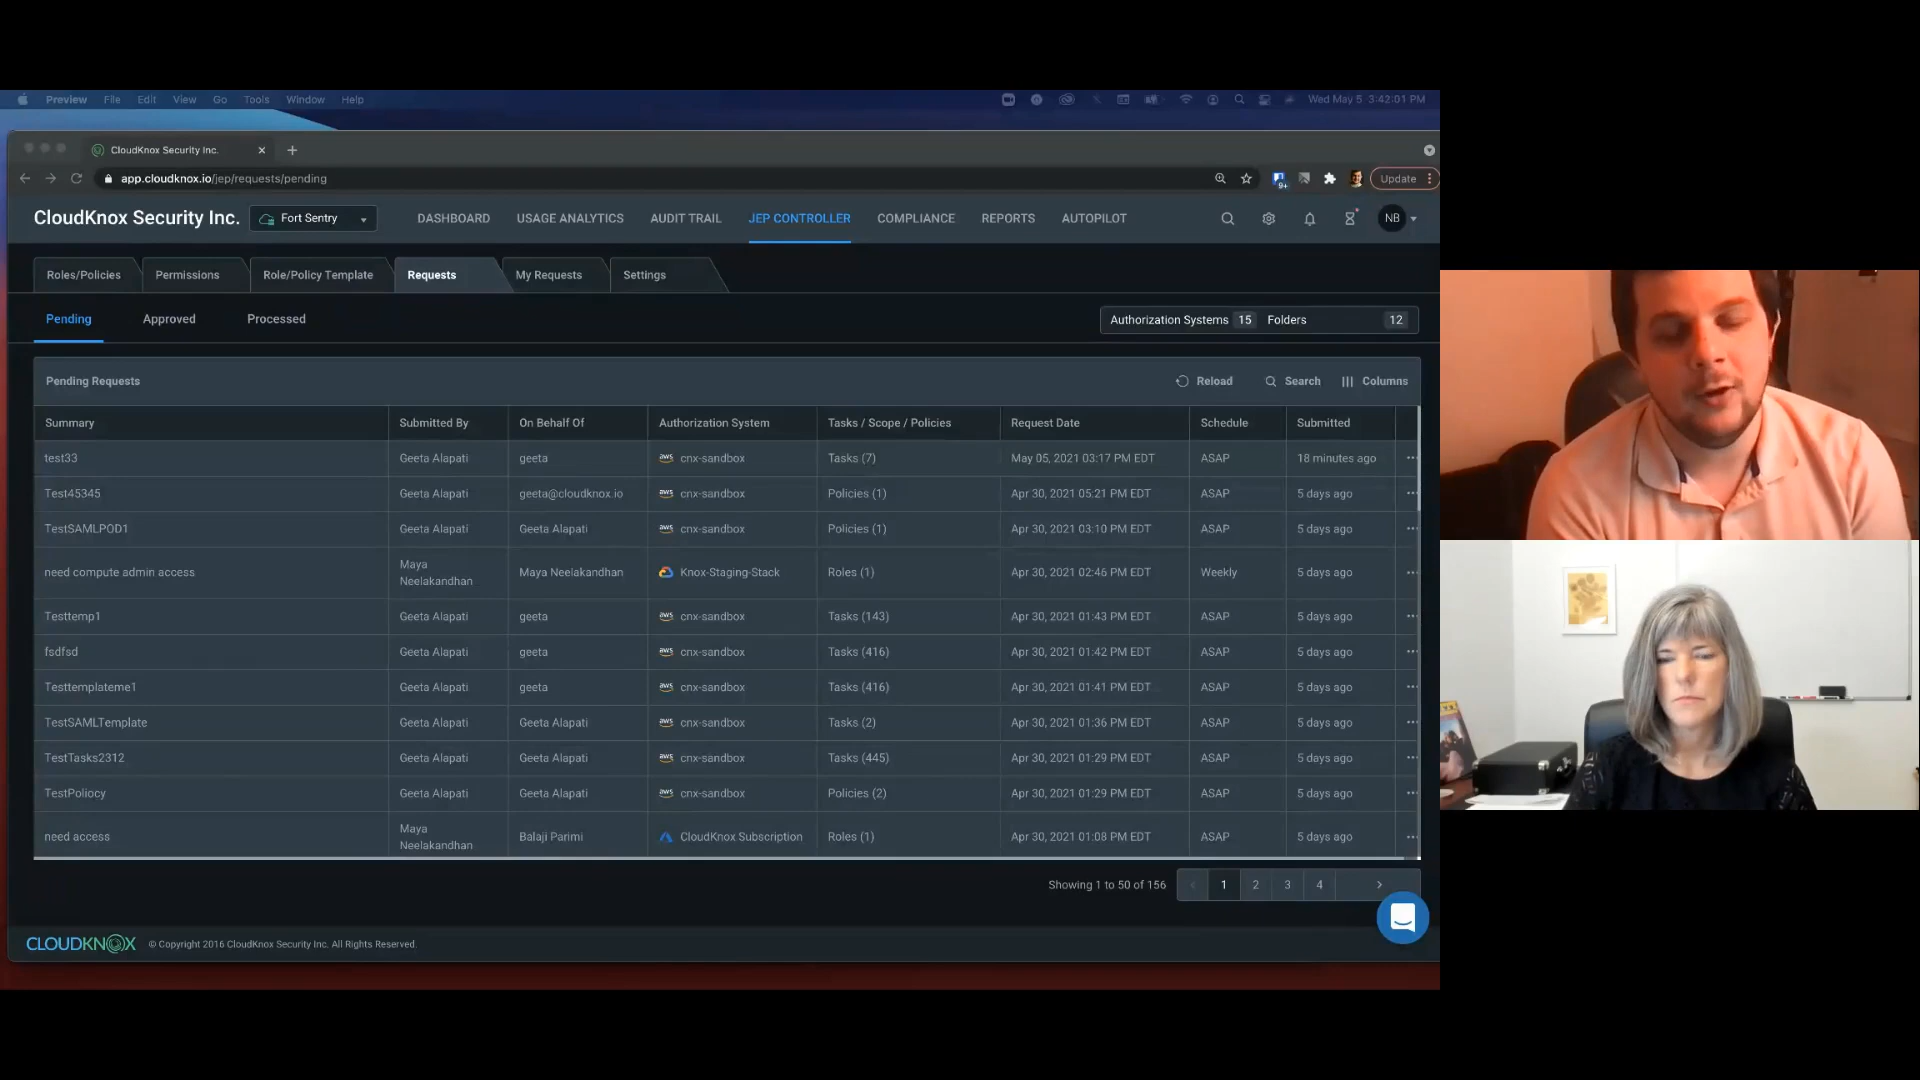 Preview File Edit View Go Tools Window Help Wed May 5 3:42:01 PM
CloudKnox Security Inc.
app.cloudknox.io/jep/requests/pending 9+ Update
CloudKnox Security Inc. Fort Sentry DASHBOARD USAGE ANALYTICS AUDIT TRAIL JEP CONTROLLER COMPLIANCE REPORTS AUTOPILOT NB
Roles/Policies Permissions Role/Policy Template Requests My Requests Settings
Pending Approved Processed Authorization Systems 15 Folders 12
Pending Requests Reload Search Columns
Summary Submitted By On Behalf Of Authorization System Tasks / Scope / Policies Request Date Schedule Submitted
test33 Geeta Alapati geeta aws cnx-sandbox Tasks (7) May 05, 2021 03:17 PM EDT ASAP 18 minutes ago
Test45345 Geeta Alapati geeta@cloudknox.io aws cnx-sandbox Policies (1) Apr 30, 2021 05:21 PM EDT ASAP 5 days ago
TestSAMLPOD1 Geeta Alapati Geeta Alapati aws cnx-sandbox Policies (1) Apr 30, 2021 03:10 PM EDT ASAP 5 days ago
need compute admin access Maya Neelakandhan Maya Neelakandhan Knox-Staging-Stack Roles (1) Apr 30, 2021 02:46 PM EDT Weekly 5 days ago
Testtemp1 Geeta Alapati geeta aws cnx-sandbox Tasks (143) Apr 30, 2021 01:43 PM EDT ASAP 5 days ago
fsdfsd Geeta Alapati geeta aws cnx-sandbox Tasks (416) Apr 30, 2021 01:42 PM EDT ASAP 5 days ago
Testtemplateme1 Geeta Alapati geeta aws cnx-sandbox Tasks (416) Apr 30, 2021 01:41 PM EDT ASAP 5 days ago
TestSAMLTemplate Geeta Alapati Geeta Alapati aws cnx-sandbox Tasks (2) Apr 30, 2021 01:36 PM EDT ASAP 5 days ago
TestTasks2312 Geeta Alapati Geeta Alapati aws cnx-sandbox Tasks (445) Apr 30, 2021 01:29 PM EDT ASAP 5 days ago
TestPoliocy Geeta Alapati Geeta Alapati aws cnx-sandbox Policies (2) Apr 30, 2021 01:29 PM EDT ASAP 5 days ago
need access Maya Neelakandhan Balaji Parimi CloudKnox Subscription Roles (1) Apr 30, 2021 01:08 PM EDT ASAP 5 days ago
Showing 1 to 50 of 156 1 2 3 4
CLOUDKNOX © Copyright 2016 CloudKnox Security Inc. All Rights Reserved.